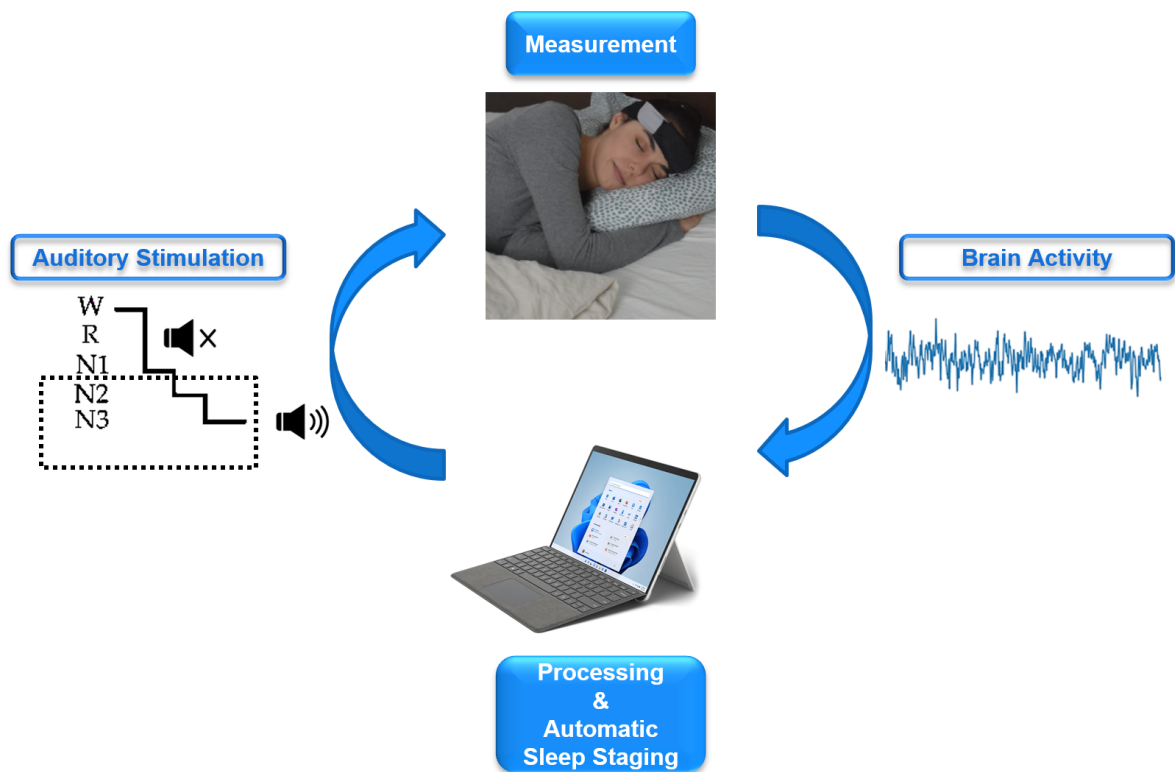 Measurement
Auditory Stimulation
Brain Activity
W
R
N1
N2
N3
Processing
&
Automatic
Sleep Staging